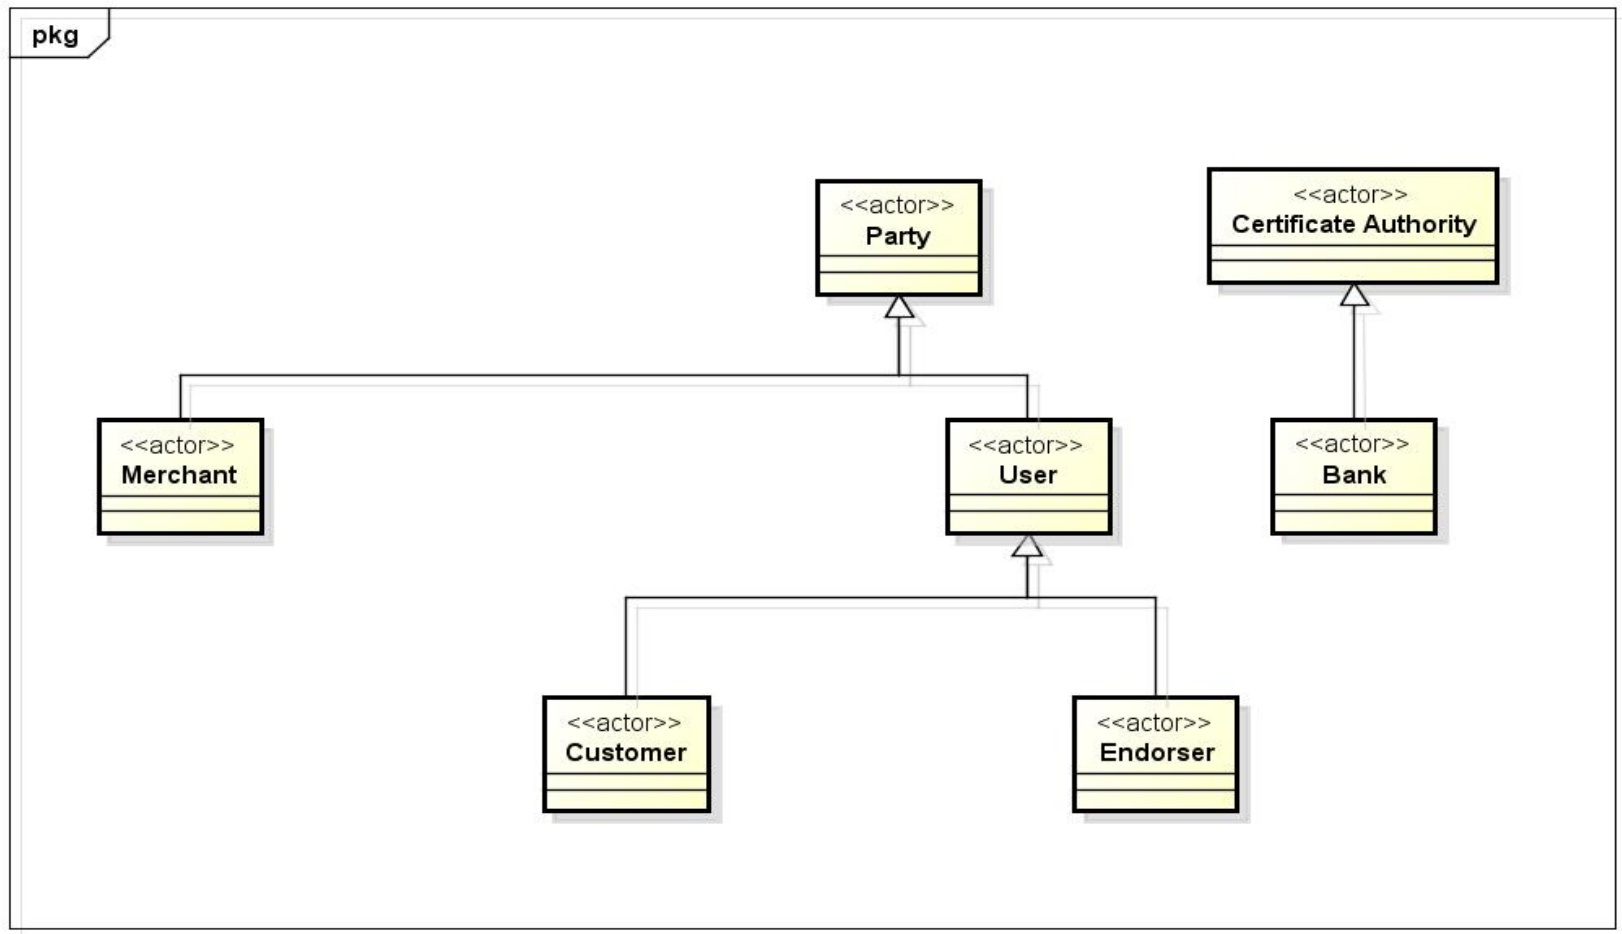 pkg
<<actor>>
Party
<<actor>>
Certificate Authority
<<actor>>
Merchant
<<actor>>
User
<<actor>>
Bank
<<actor>>
Customer
<<actor>>
Endorser